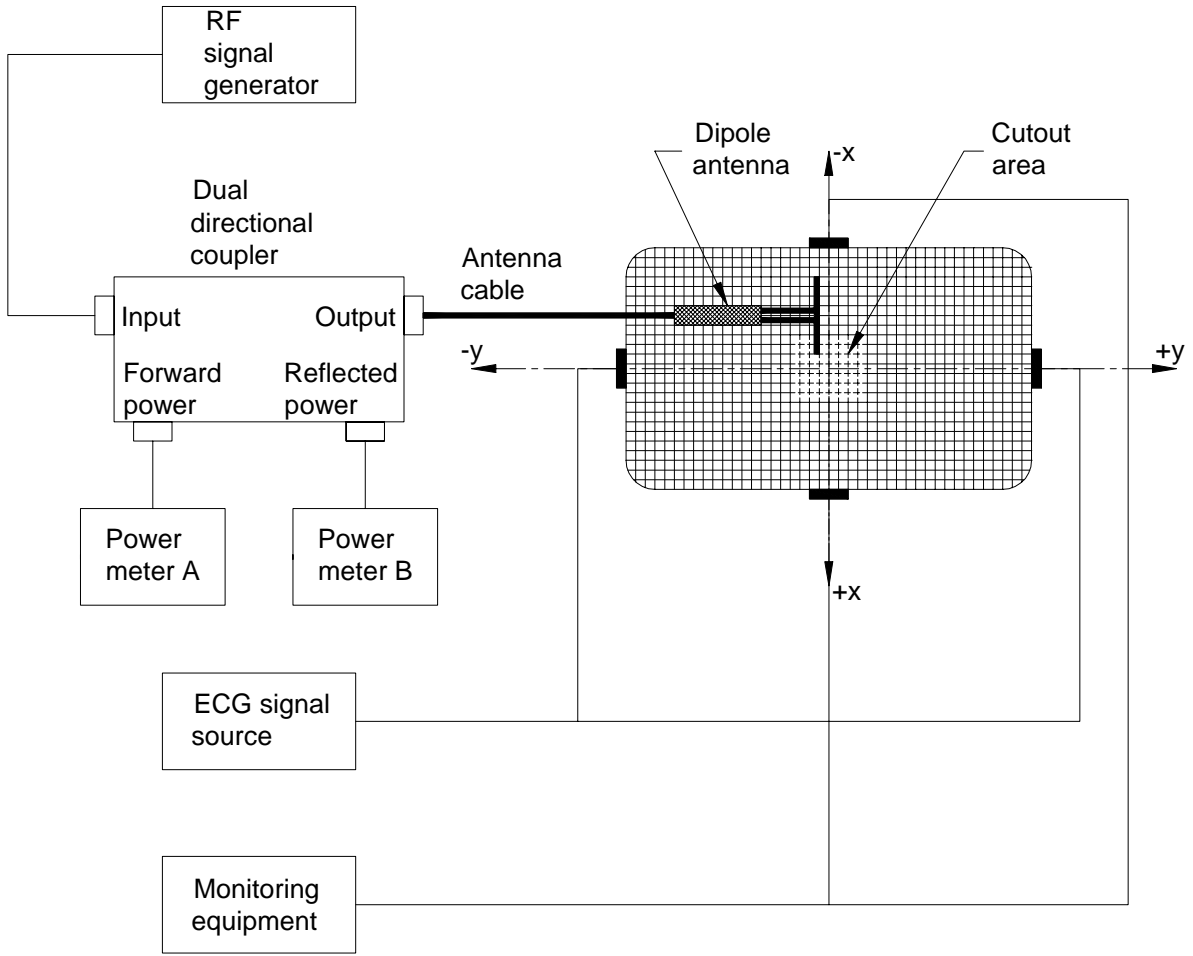 RF
signal
generator
Dipole
antenna
-x
Cutout
area
Dual
directional
coupler
Antenna
cable
Input
Output
-y
+y
Forward
power
Reflected
power
Power
meter A
Power
meter B
+x
ECG signal
source
Monitoring
equipment